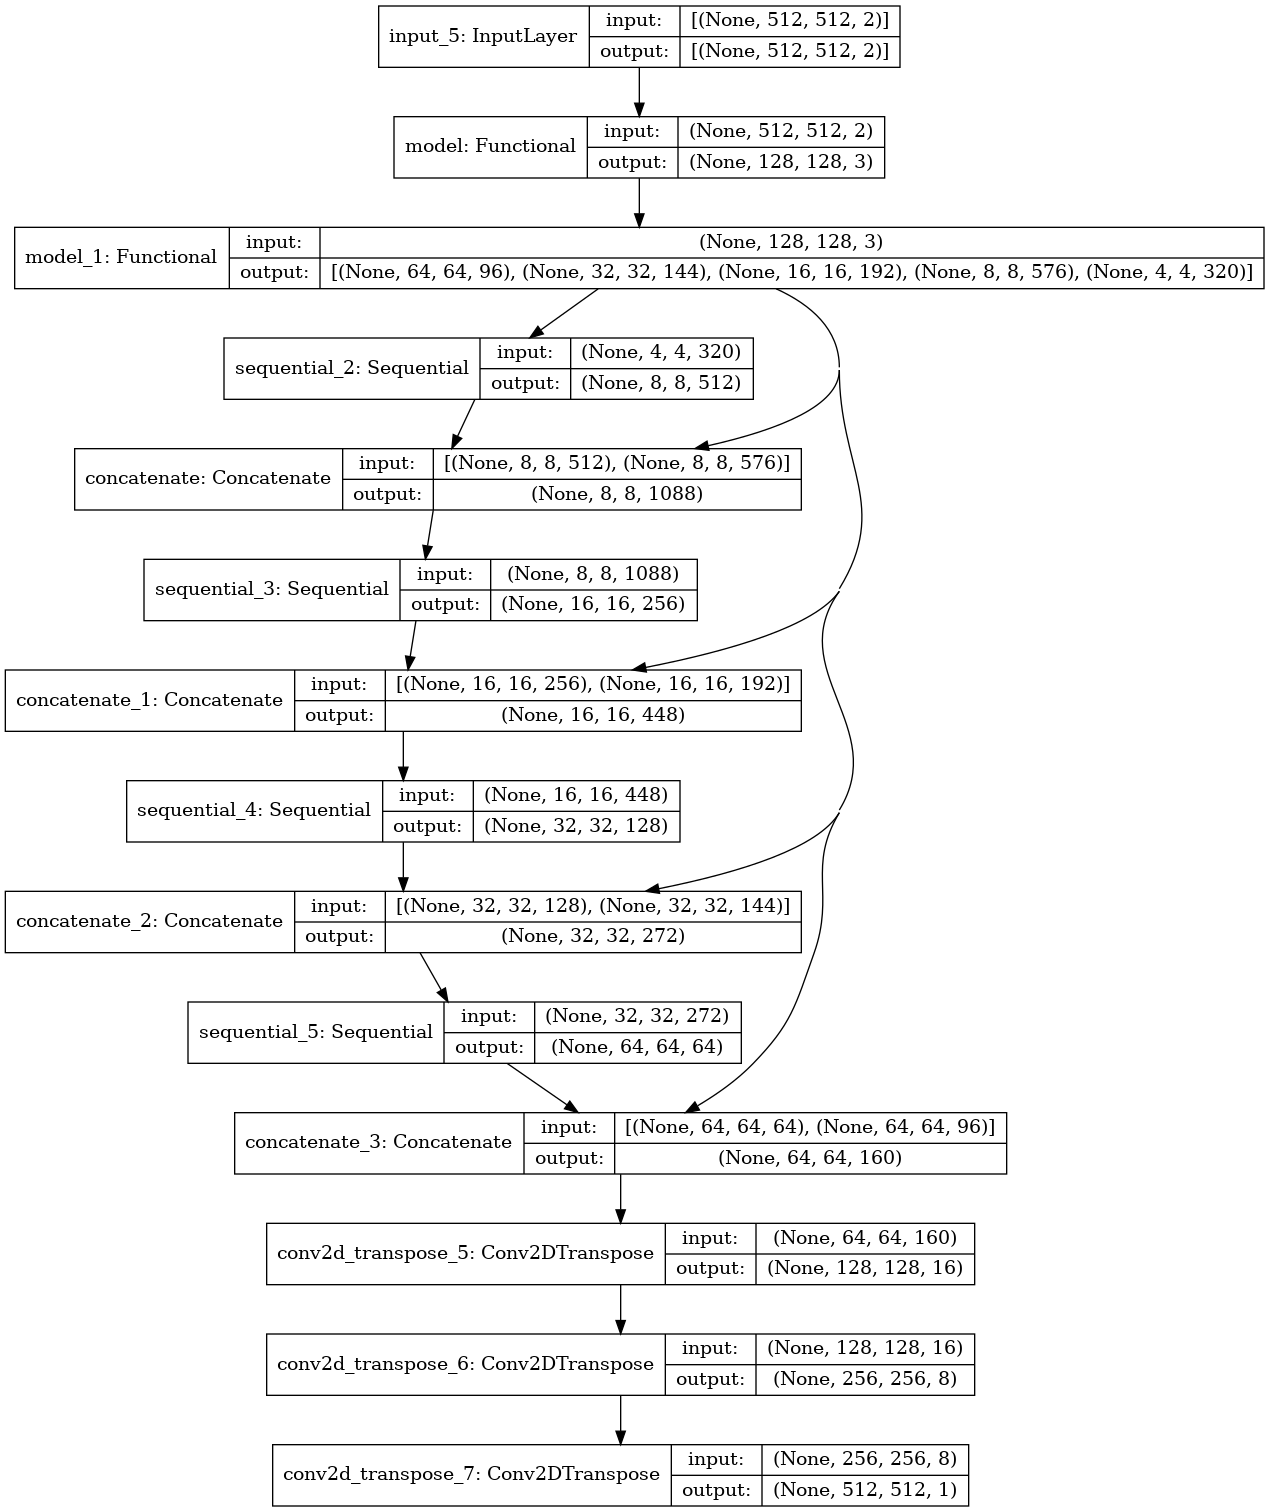 input_5: InputLayer
input:
[(None, 512, 512, 2)]
output:
[(None, 512, 512, 2)]
model: Functional
input:
(None, 512, 512, 2)
output:
(None, 128, 128, 3)
model_1: Functional
input:
(None, 128, 128, 3)
output:
[(None, 64, 64, 96), (None, 32, 32, 144), (None, 16, 16, 192), (None, 8, 8, 576), (None, 4, 4, 320)]
sequential_2: Sequential
input:
(None, 4, 4, 320)
output:
(None, 8, 8, 512)
concatenate: Concatenate
input:
[(None, 8, 8, 512), (None, 8, 8, 576)]
output:
(None, 8, 8, 1088)
sequential_3: Sequential
input:
(None, 8, 8, 1088)
output:
(None, 16, 16, 256)
concatenate_1: Concatenate
input:
[(None, 16, 16, 256), (None, 16, 16, 192)]
output:
(None, 16, 16, 448)
sequential_4: Sequential
input:
(None, 16, 16, 448)
output:
(None, 32, 32, 128)
concatenate_2: Concatenate
input:
[(None, 32, 32, 128), (None, 32, 32, 144)]
output:
(None, 32, 32, 272)
sequential_5: Sequential
input:
(None, 32, 32, 272)
output:
(None, 64, 64, 64)
concatenate_3: Concatenate
input:
[(None, 64, 64, 64), (None, 64, 64, 96)]
output:
(None, 64, 64, 160)
conv2d_transpose_5: Conv2DTranspose
input:
(None, 64, 64, 160)
output:
(None, 128, 128, 16)
conv2d_transpose_6: Conv2DTranspose
input:
(None, 128, 128, 16)
output:
(None, 256, 256, 8)
conv2d_transpose_7: Conv2DTranspose
input:
(None, 256, 256, 8)
output:
(None, 512, 512, 1)